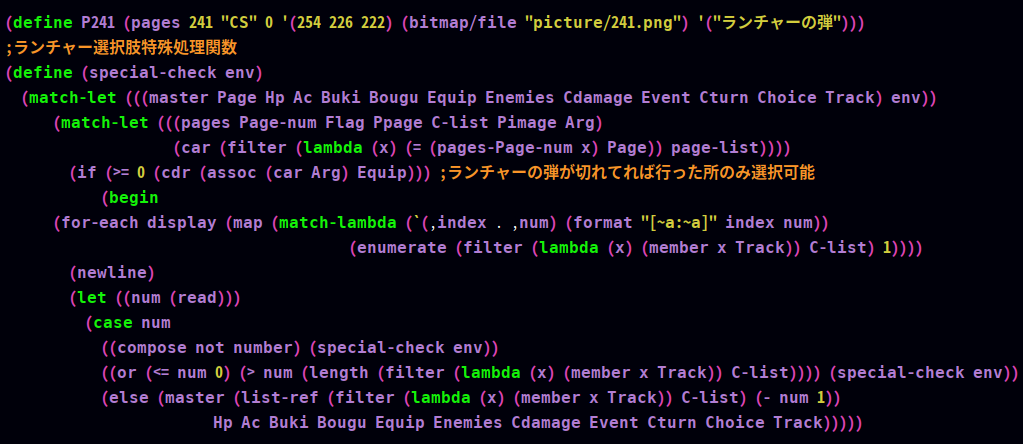 (define P241 (pages 241 "CS" 0 '(254 226 222) (bitmap/file "picture/241.png") '("ランチャーの弾")))
;ランチャー選択肢特殊処理関数
(define (special-check env)
  (match-let (((master Page Hp Ac Buki Bougu Equip Enemies Cdamage Event Cturn Choice Track) env))
      (match-let (((pages Page-num Flag Ppage C-list Pimage Arg)
                     (car (filter (lambda (x) (= (pages-Page-num x) Page)) page-list))))
        (if (>= 0 (cdr (assoc (car Arg) Equip))) ;ランチャーの弾が切れてれば行った所のみ選択可能
            (begin
      (for-each display (map (match-lambda (`(,index . ,num) (format "[~a:~a]" index num))
                                           (enumerate (filter (lambda (x) (member x Track)) C-list) 1))))
        (newline)
        (let ((num (read)))
          (case num
            ((compose not number) (special-check env))
            ((or (<= num 0) (> num (length (filter (lambda (x) (member x Track)) C-list)))) (special-check env))
            (else (master (list-ref (filter (lambda (x) (member x Track)) C-list) (- num 1))
                          Hp Ac Buki Bougu Equip Enemies Cdamage Event Cturn Choice Track)))))